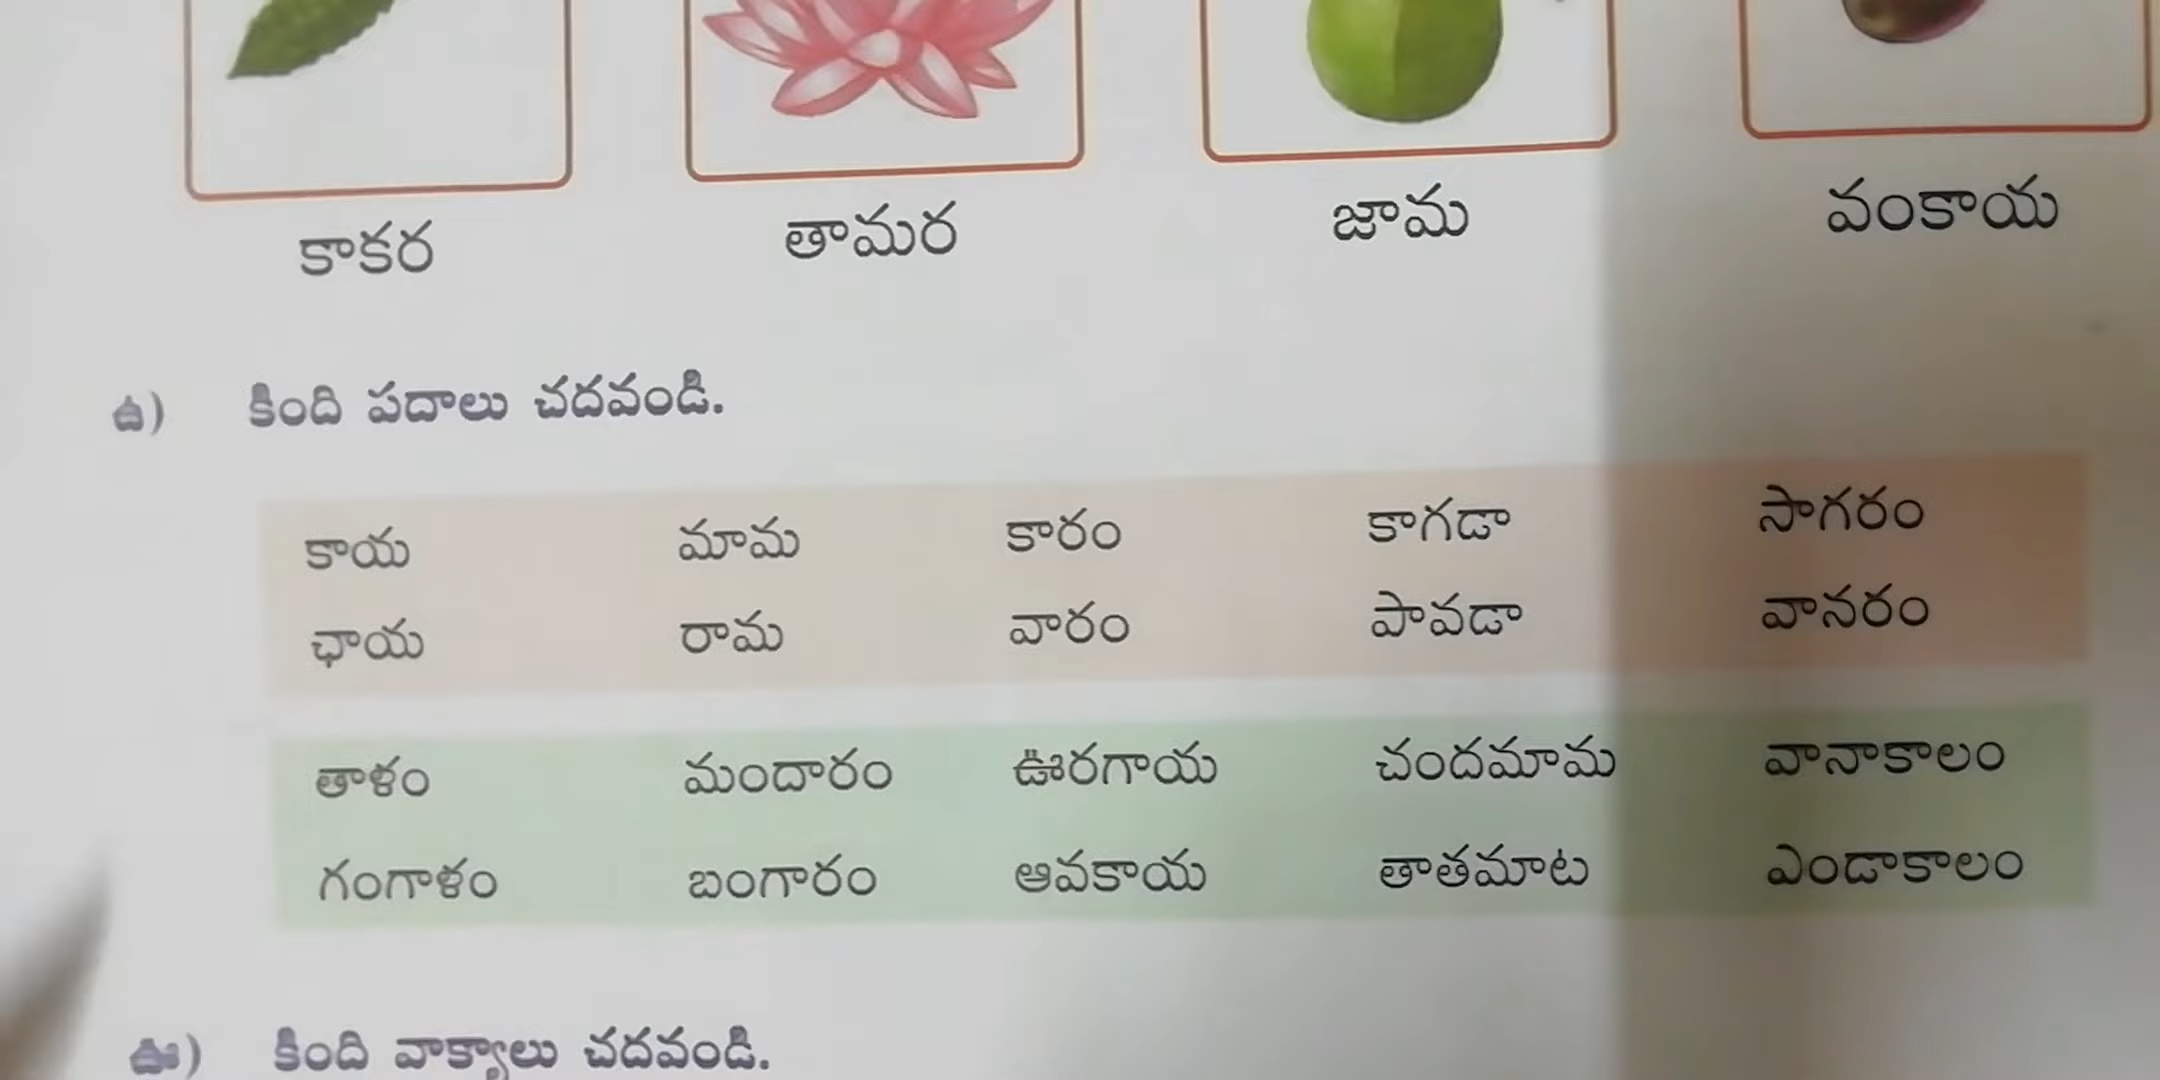 కాకర తామర జామ వంకాయ
ఉ) కింది పదాలు చదవండి.
కాయ మామ కారం కాగడా సాగరం
ఛాయ రామ వారం పావడా వానరం
తాళం మందారం ఊరగాయ చందమామ వానాకాలం
గంగాళం బంగారం ఆవకాయ తాతమాట ఎండాకాలం
ఊ) కింది వాక్యాలు చదవండి.